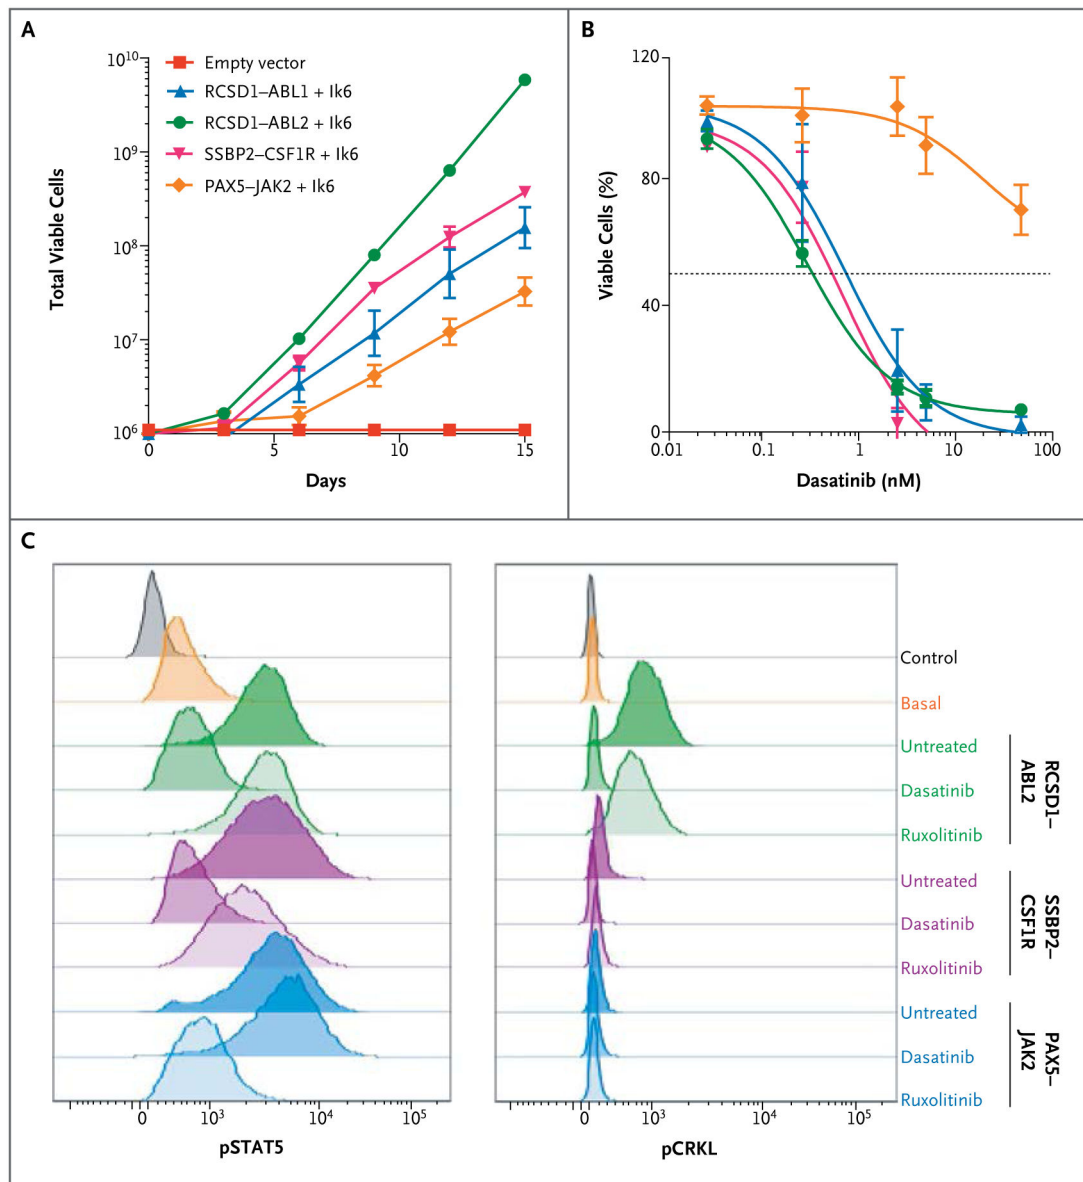 A
10^10
10^9
10^8
10^7
10^6
Total Viable Cells
0
5
10
15
Days
Empty vector
RCSD1–ABL1 + Ik6
RCSD1–ABL2 + Ik6
SSBP2–CSF1R + Ik6
PAX5–JAK2 + Ik6
B
120
80
40
0
Viable Cells (%)
0.01
0.1
1
10
100
Dasatinib (nM)
C
Control
Basal
Untreated
Dasatinib
Ruxolitinib
RCSD1–
ABL2
Untreated
Dasatinib
Ruxolitinib
SSBP2–
CSF1R
Untreated
Dasatinib
Ruxolitinib
PAX5–
JAK2
0
10^3
10^4
10^5
pSTAT5
0
10^3
10^4
10^5
pCRKL